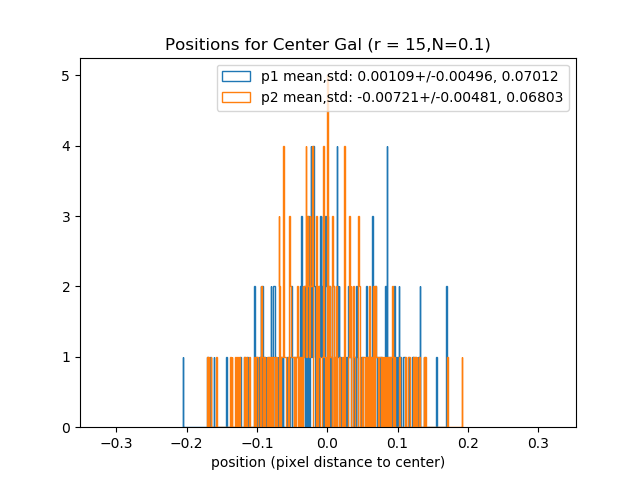 Positions for Center Gal (r = 15,N=0.1)
p1 mean,std: 0.00109+/-0.00496, 0.07012
p2 mean,std: -0.00721+/-0.00481, 0.06803
5
4
3
2
1
0
−0.3 −0.2 −0.1 0.0 0.1 0.2 0.3
position (pixel distance to center)